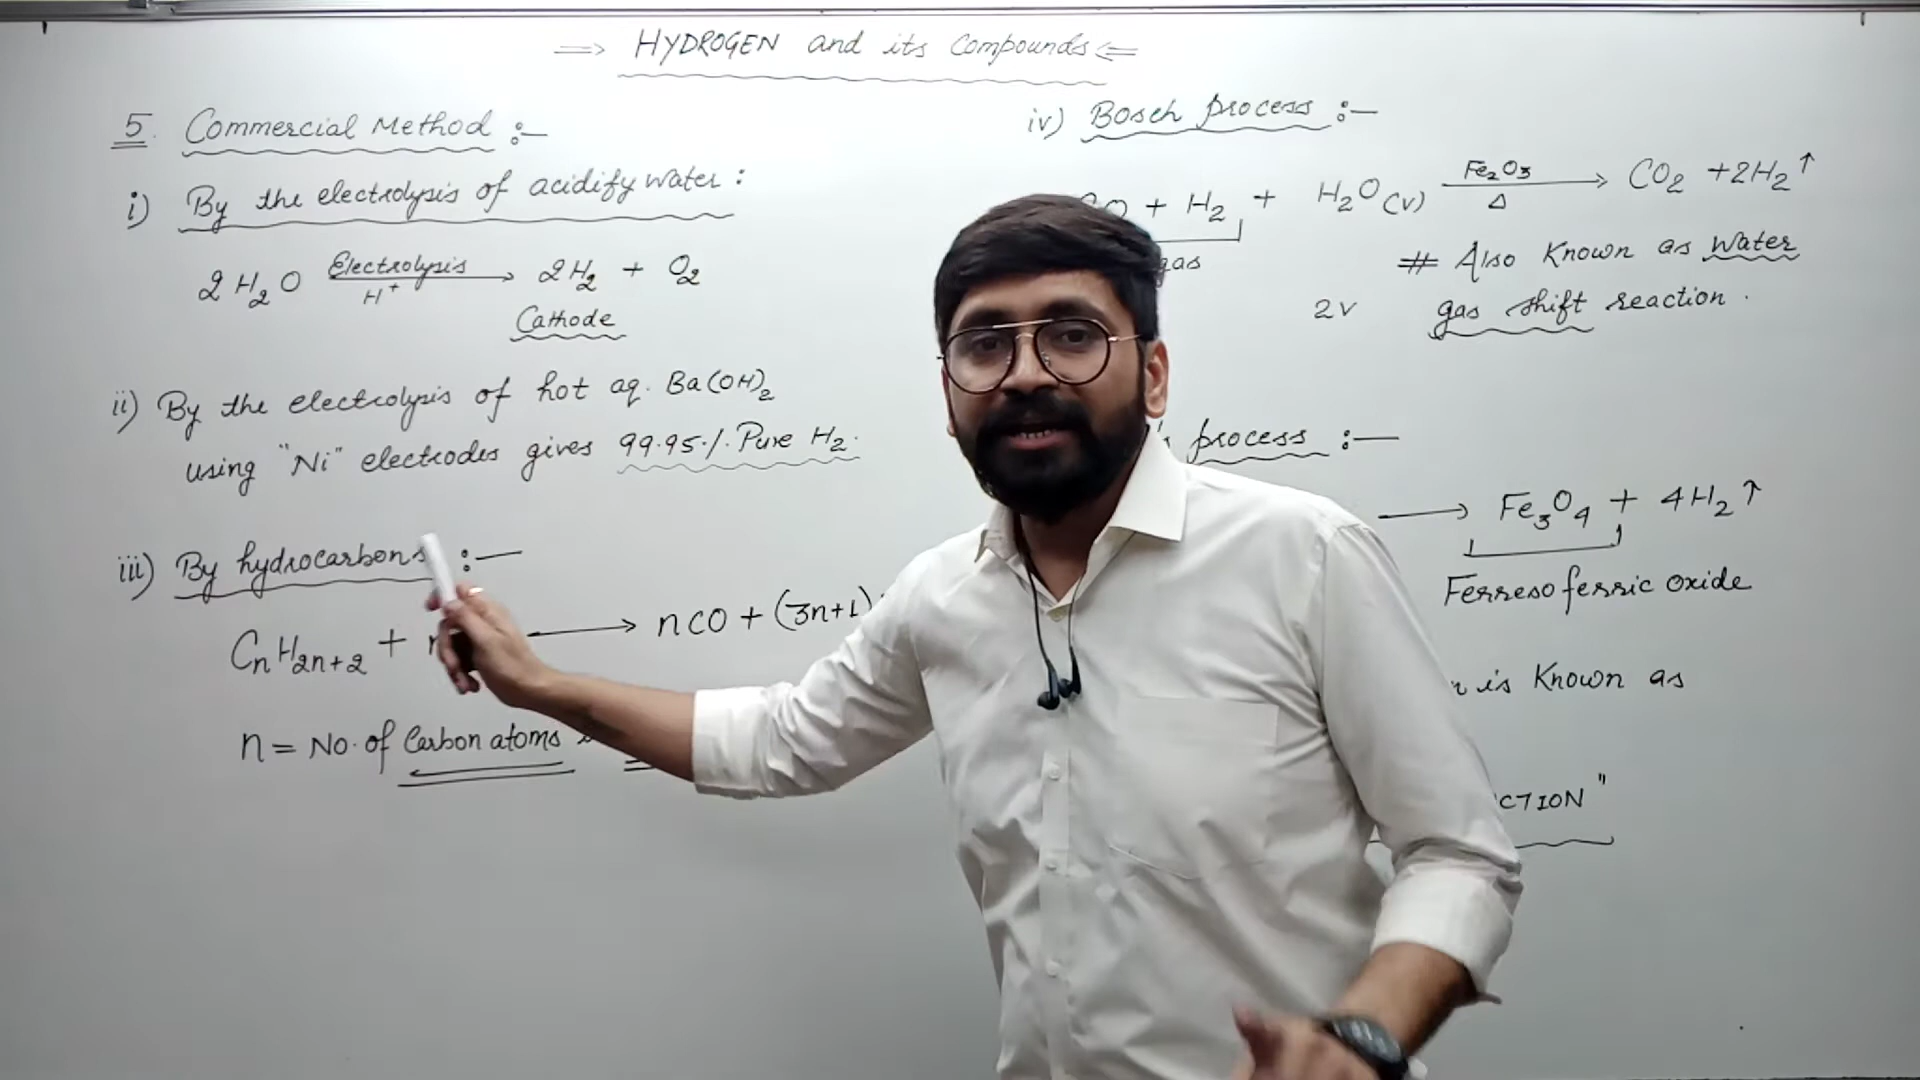 ⇒ HYDROGEN and its Compounds ⇐
5. Commercial Method :-
i) By the electrolysis of acidify water :
2H₂O Electrolysis H⁺ → 2H₂ + O₂
Cathode
ii) By the electrolysis of hot aq. Ba(OH)₂
using "Ni" electrodes gives 99.95% Pure H₂.
iii) By hydrocarbons :-
CₙH₂ₙ₊₂ + → nCO + (3n+1)
n = No. of Carbon atoms
iv) Bosch process :-
+ H₂ + H₂O(v) Fe₂O₃ Δ → CO₂ + 2H₂↑
gas
# Also Known as Water
2V
gas shift reaction.
process :-
→ Fe₃O₄ + 4H₂↑
Ferreso ferric oxide
is Known as
CTION"